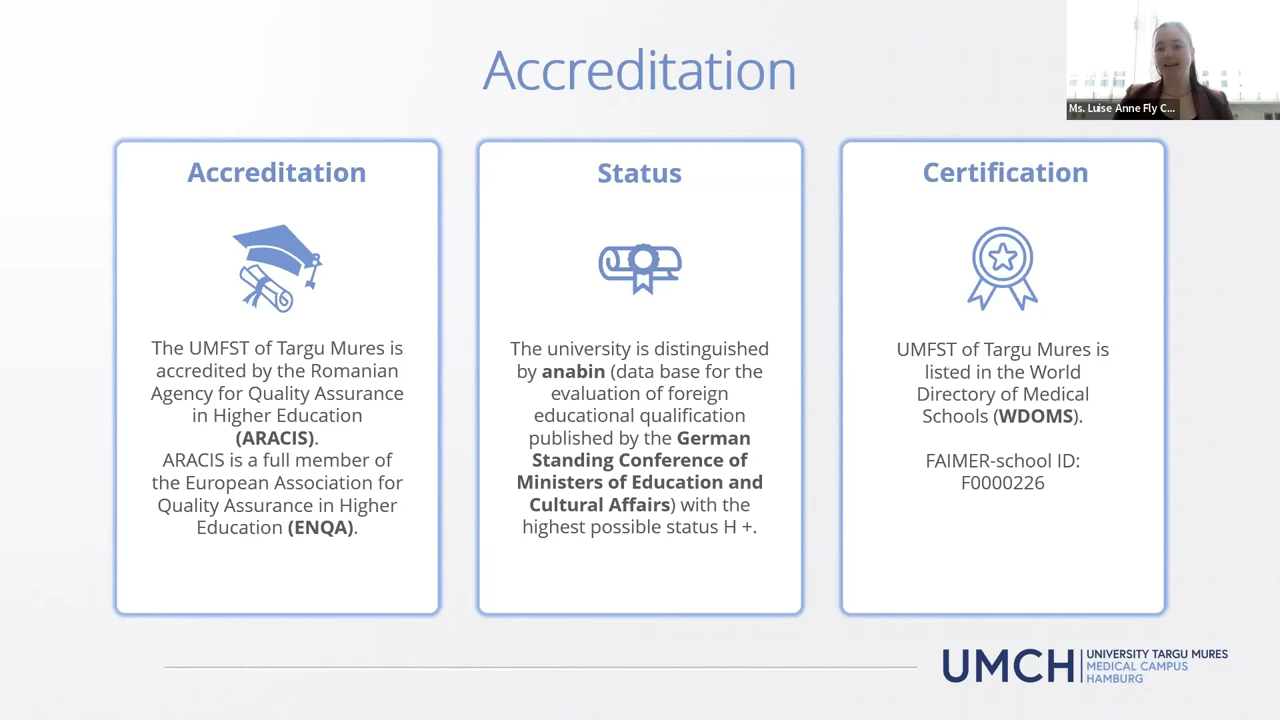 Accreditation
Ms. Luise Anne Fly C...
Accreditation
The UMFST of Targu Mures is
accredited by the Romanian
Agency for Quality Assurance
in Higher Education
(ARACIS).
ARACIS is a full member of
the European Association for
Quality Assurance in Higher
Education (ENQA).
Status
The university is distinguished
by anabin (data base for the
evaluation of foreign
educational qualification
published by the German
Standing Conference of
Ministers of Education and
Cultural Affairs) with the
highest possible status H +.
Certification
UMFST of Targu Mures is
listed in the World
Directory of Medical
Schools (WDOMS).
FAIMER-school ID:
F0000226
UMCH
UNIVERSITY TARGU MURES
MEDICAL CAMPUS
HAMBURG